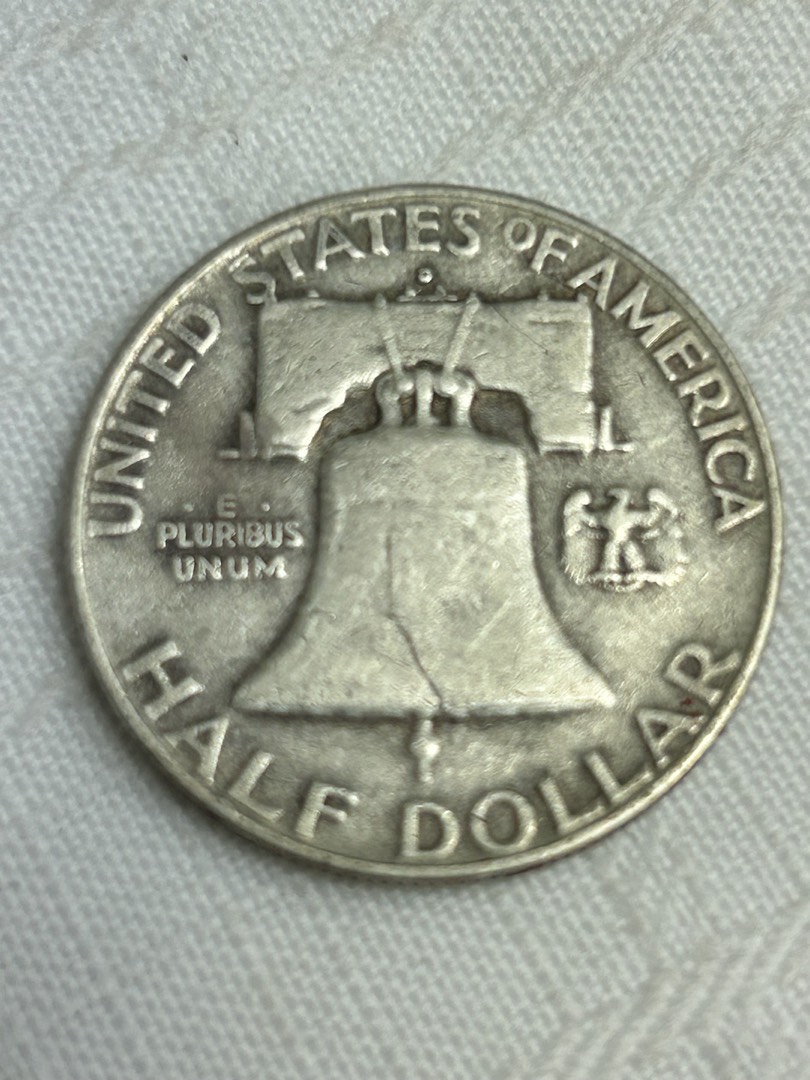 UNITED STATES OF AMERICA
· E ·
PLURIBUS
UNUM
HALF DOLLAR